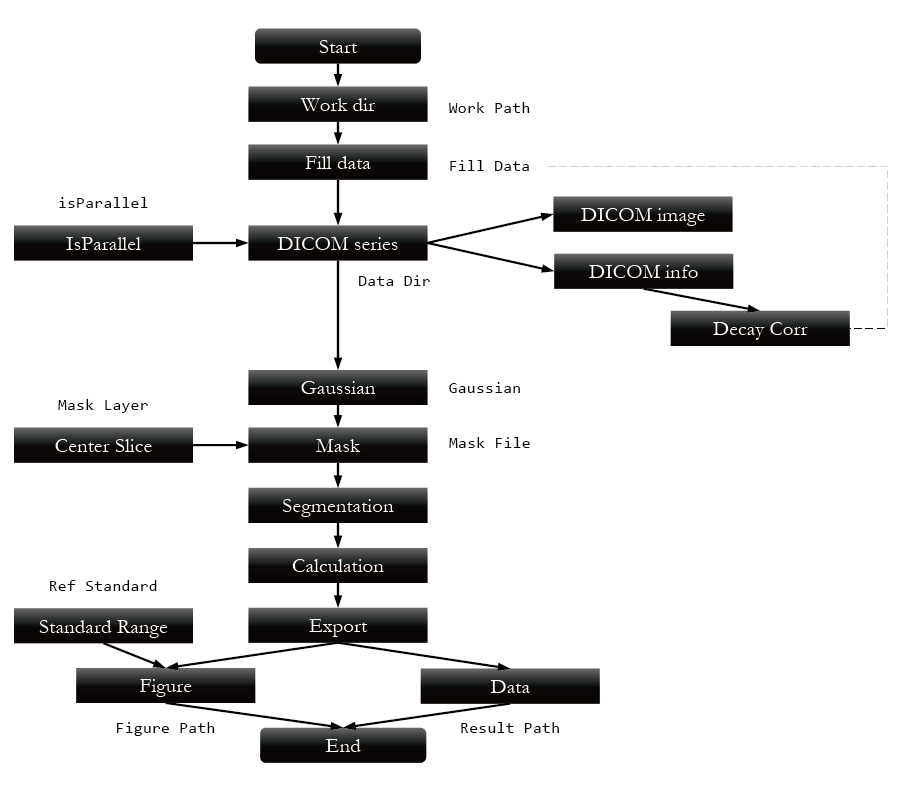 Start
Work dir
Work Path
Fill data
Fill Data
isParallel
IsParallel
DICOM series
DICOM image
DICOM info
Data Dir
Decay Corr
Gaussian
Gaussian
Mask Layer
Center Slice
Mask
Mask File
Segmentation
Calculation
Ref Standard
Standard Range
Export
Figure
Data
Figure Path
Result Path
End